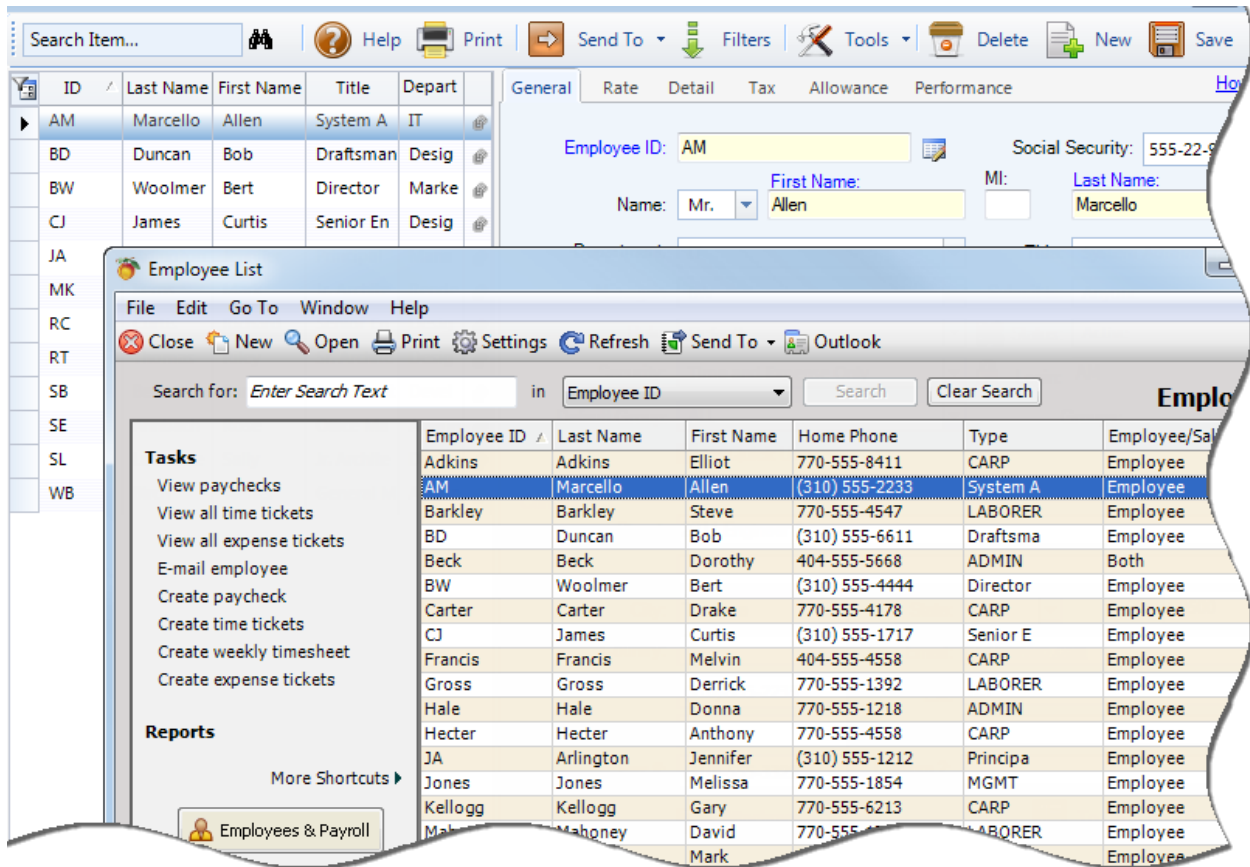 Search Item... Help Print Send To Filters Tools Delete New Save
ID Last Name First Name Title Depart General Rate Detail Tax Allowance Performance
AM Marcello Allen System A IT
BD Duncan Bob Draftsman Desig Employee ID: AM Social Security: 555-22-9
BW Woolmer Bert Director Marke First Name: MI: Last Name:
CJ James Curtis Senior En Desig Name: Mr. Allen Marcello
JA
MK
RC
RT
SB
SE
SL
WB
Employee List
File Edit Go To Window Help
Close New Open Print Settings Refresh Send To Outlook
Search for: Enter Search Text in Employee ID Search Clear Search Emplo
Tasks
View paychecks
View all time tickets
View all expense tickets
E-mail employee
Create paycheck
Create time tickets
Create weekly timesheet
Create expense tickets
Reports
More Shortcuts
Employees & Payroll
Employee ID Last Name First Name Home Phone Type Employee/Sal
Adkins Adkins Elliot 770-555-8411 CARP Employee
AM Marcello Allen (310) 555-2233 System A Employee
Barkley Barkley Steve 770-555-4547 LABORER Employee
BD Duncan Bob (310) 555-6611 Draftsma Employee
Beck Beck Dorothy 404-555-5668 ADMIN Both
BW Woolmer Bert (310) 555-4444 Director Employee
Carter Carter Drake 770-555-4178 CARP Employee
CJ James Curtis (310) 555-1717 Senior E Employee
Francis Francis Melvin 404-555-4558 CARP Employee
Gross Gross Derrick 770-555-1392 LABORER Employee
Hale Hale Donna 770-555-1218 ADMIN Employee
Hecter Hecter Anthony 770-555-4558 CARP Employee
JA Arlington Jennifer (310) 555-1212 Principa Employee
Jones Jones Melissa 770-555-1854 MGMT Employee
Kellogg Kellogg Gary 770-555-6213 CARP Employee
Mahoney David LABORER Employee
Mark Employee